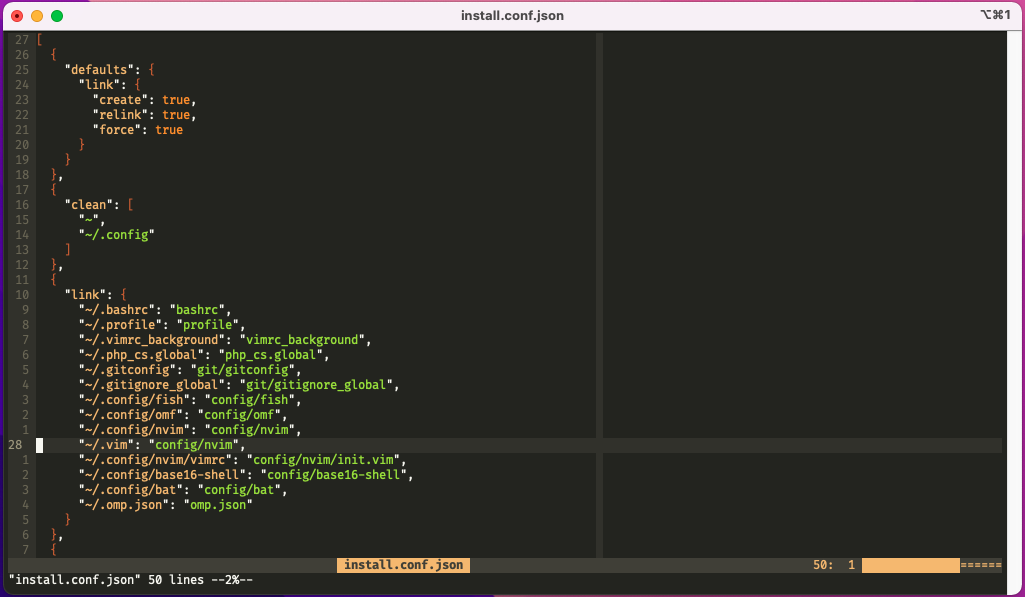 install.conf.json ⌥⌘1
27 [
26   {
25     "defaults": {
24       "link": {
23         "create": true,
22         "relink": true,
21         "force": true
20       }
19     }
18   },
17   {
16     "clean": [
15       "~",
14       "~/.config"
13     ]
12   },
11   {
10     "link": {
9       "~/.bashrc": "bashrc",
8       "~/.profile": "profile",
7       "~/.vimrc_background": "vimrc_background",
6       "~/.php_cs.global": "php_cs.global",
5       "~/.gitconfig": "git/gitconfig",
4       "~/.gitignore_global": "git/gitignore_global",
3       "~/.config/fish": "config/fish",
2       "~/.config/omf": "config/omf",
1       "~/.config/nvim": "config/nvim",
28       "~/.vim": "config/nvim",
1       "~/.config/nvim/vimrc": "config/nvim/init.vim",
2       "~/.config/base16-shell": "config/base16-shell",
3       "~/.config/bat": "config/bat",
4       "~/.omp.json": "omp.json"
5     }
6   },
7   {
install.conf.json 50: 1 ======
"install.conf.json" 50 lines --2%--